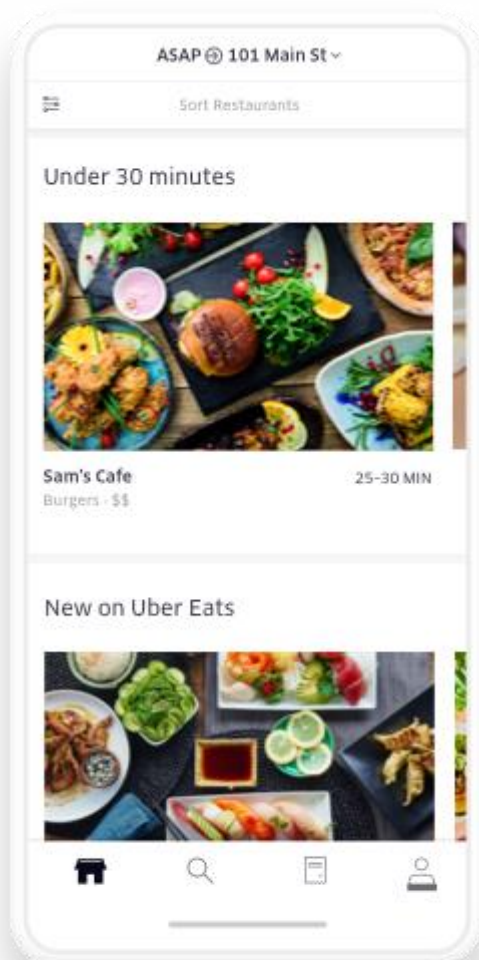 ASAP → 101 Main St
Sort Restaurants
Under 30 minutes
Sam's Cafe
25-30 MIN
Burgers · $$
New on Uber Eats